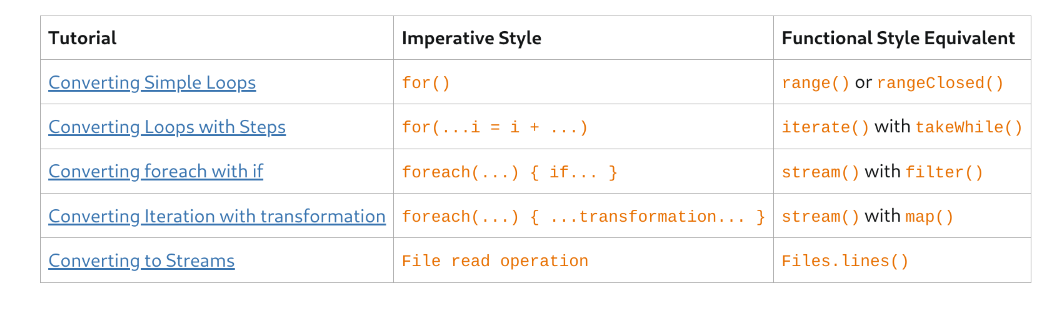 Tutorial Imperative Style Functional Style Equivalent
Converting Simple Loops for() range() or rangeClosed()
Converting Loops with Steps for(...i = i + ...) iterate() with takeWhile()
Converting foreach with if foreach(...) { if... } stream() with filter()
Converting Iteration with transformation foreach(...) { ...transformation... } stream() with map()
Converting to Streams File read operation Files.lines()